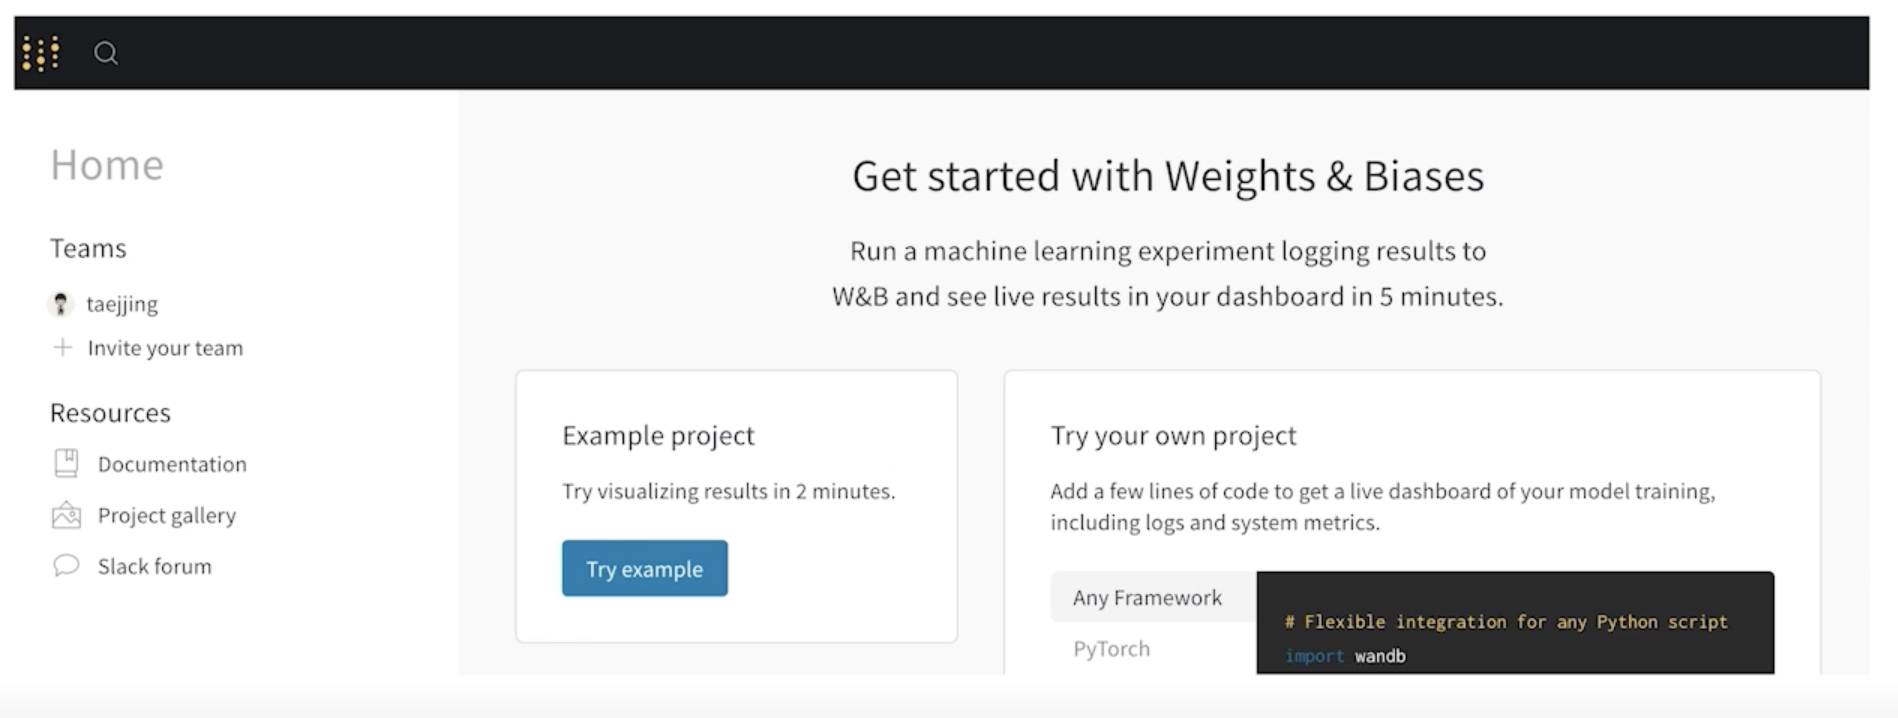 Home
Teams
taejjing
Invite your team
Resources
Documentation
Project gallery
Slack forum
Get started with Weights & Biases
Run a machine learning experiment logging results to
W&B and see live results in your dashboard in 5 minutes.
Example project
Try visualizing results in 2 minutes.
Try example
Try your own project
Add a few lines of code to get a live dashboard of your model training,
including logs and system metrics.
Any Framework
PyTorch
# Flexible integration for any Python script
import wandb